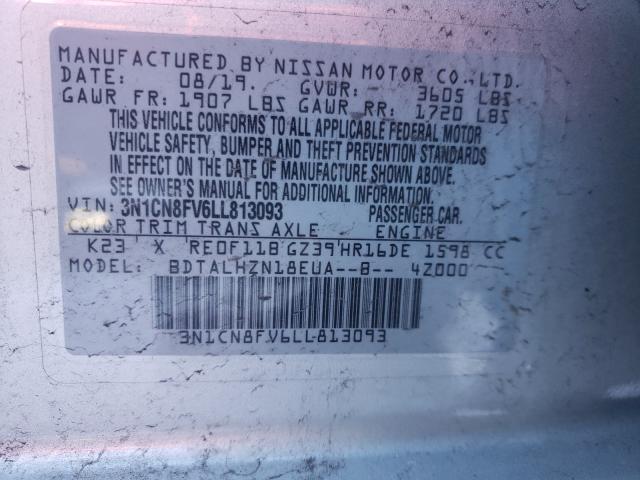 MANUFACTURED BY NISSAN MOTOR CO., LTD.
DATE: 08/19. GVWR: 3605 LBS
GAWR FR: 1907 LBS GAWR RR: 1720 LBS
THIS VEHICLE CONFORMS TO ALL APPLICABLE FEDERAL MOTOR
VEHICLE SAFETY, BUMPER AND THEFT PREVENTION STANDARDS
IN EFFECT ON THE DATE OF MANUFACTURE SHOWN ABOVE.
SEE OWNER'S MANUAL FOR ADDITIONAL INFORMATION.
VIN: 3N1CN8FV6LL813093 PASSENGER CAR.
COLOR TRIM TRANS AXLE ENGINE
K23 X RE0F11B GZ39 HR16DE 1598 CC
BDTALHZN18EUA--B-- 4Z000
3N1CN8FV6LL813093